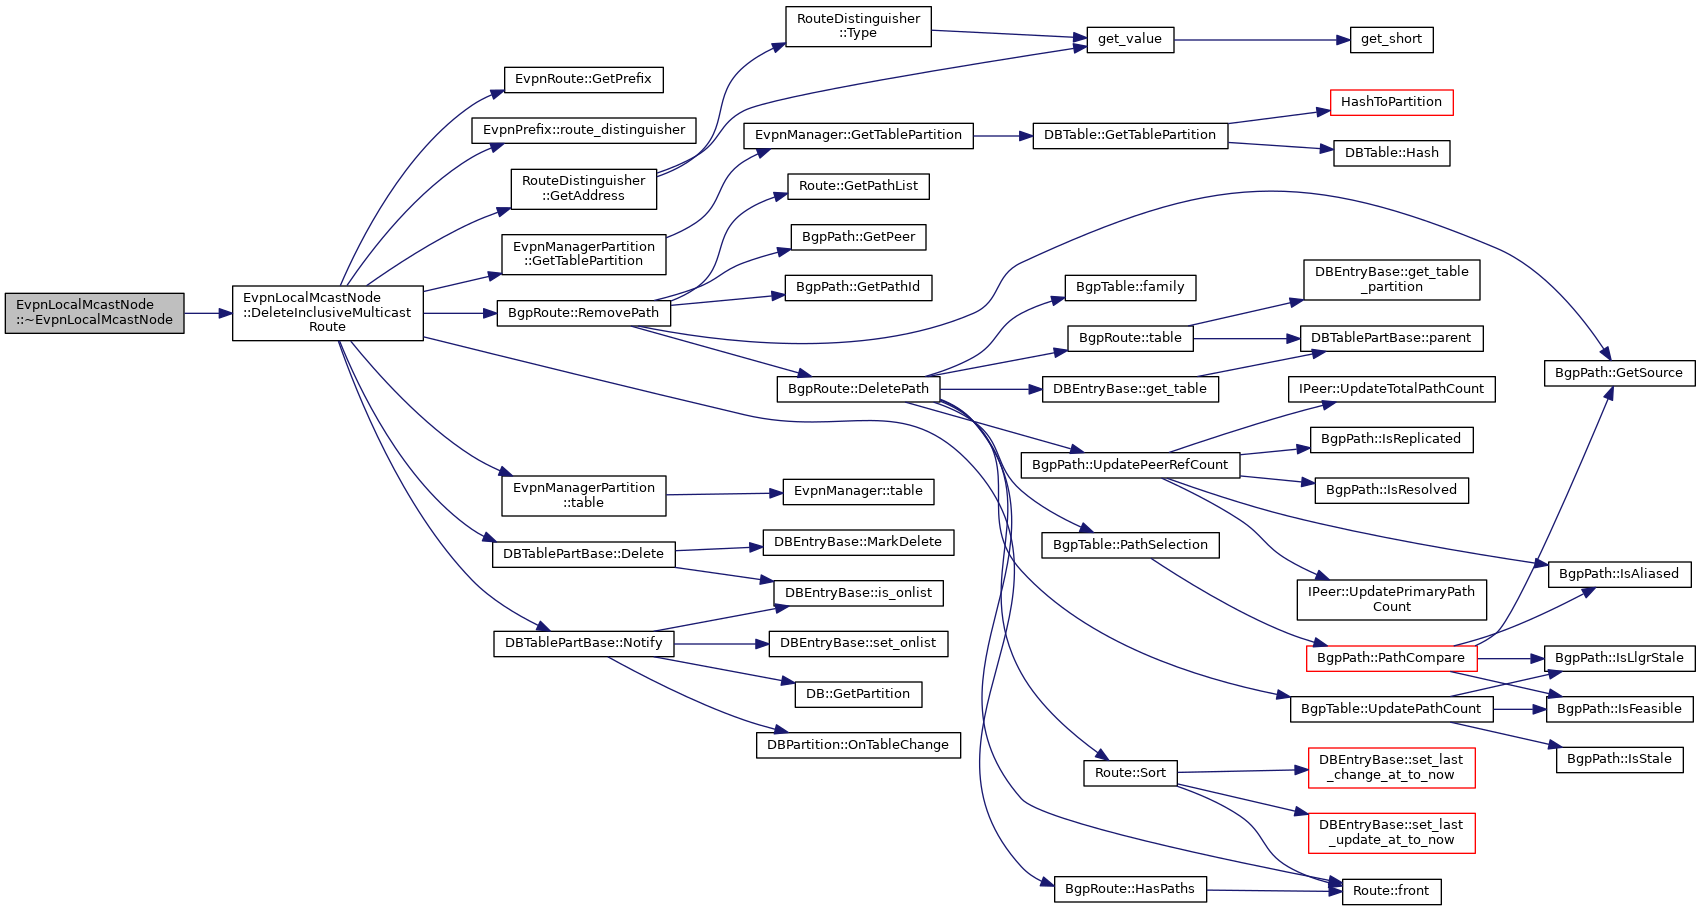 EvpnLocalMcastNode
::~EvpnLocalMcastNode
EvpnLocalMcastNode
::DeleteInclusiveMulticast
Route
EvpnRoute::GetPrefix
EvpnPrefix::route_distinguisher
RouteDistinguisher
::GetAddress
EvpnManagerPartition
::GetTablePartition
BgpRoute::RemovePath
EvpnManagerPartition
::table
DBTablePartBase::Delete
DBTablePartBase::Notify
RouteDistinguisher
::Type
EvpnManager::GetTablePartition
Route::GetPathList
BgpPath::GetPeer
BgpPath::GetPathId
BgpRoute::DeletePath
EvpnManager::table
DBEntryBase::MarkDelete
DBEntryBase::is_onlist
DBEntryBase::set_onlist
DB::GetPartition
DBPartition::OnTableChange
get_value
DBTable::GetTablePartition
BgpTable::family
BgpRoute::table
DBEntryBase::get_table
BgpPath::UpdatePeerRefCount
BgpTable::PathSelection
Route::Sort
BgpRoute::HasPaths
get_short
HashToPartition
DBTable::Hash
DBEntryBase::get_table
_partition
DBTablePartBase::parent
IPeer::UpdateTotalPathCount
BgpPath::IsReplicated
BgpPath::IsResolved
IPeer::UpdatePrimaryPath
Count
BgpPath::PathCompare
BgpTable::UpdatePathCount
DBEntryBase::set_last
_change_at_to_now
DBEntryBase::set_last
_update_at_to_now
Route::front
BgpPath::GetSource
BgpPath::IsAliased
BgpPath::IsLlgrStale
BgpPath::IsFeasible
BgpPath::IsStale